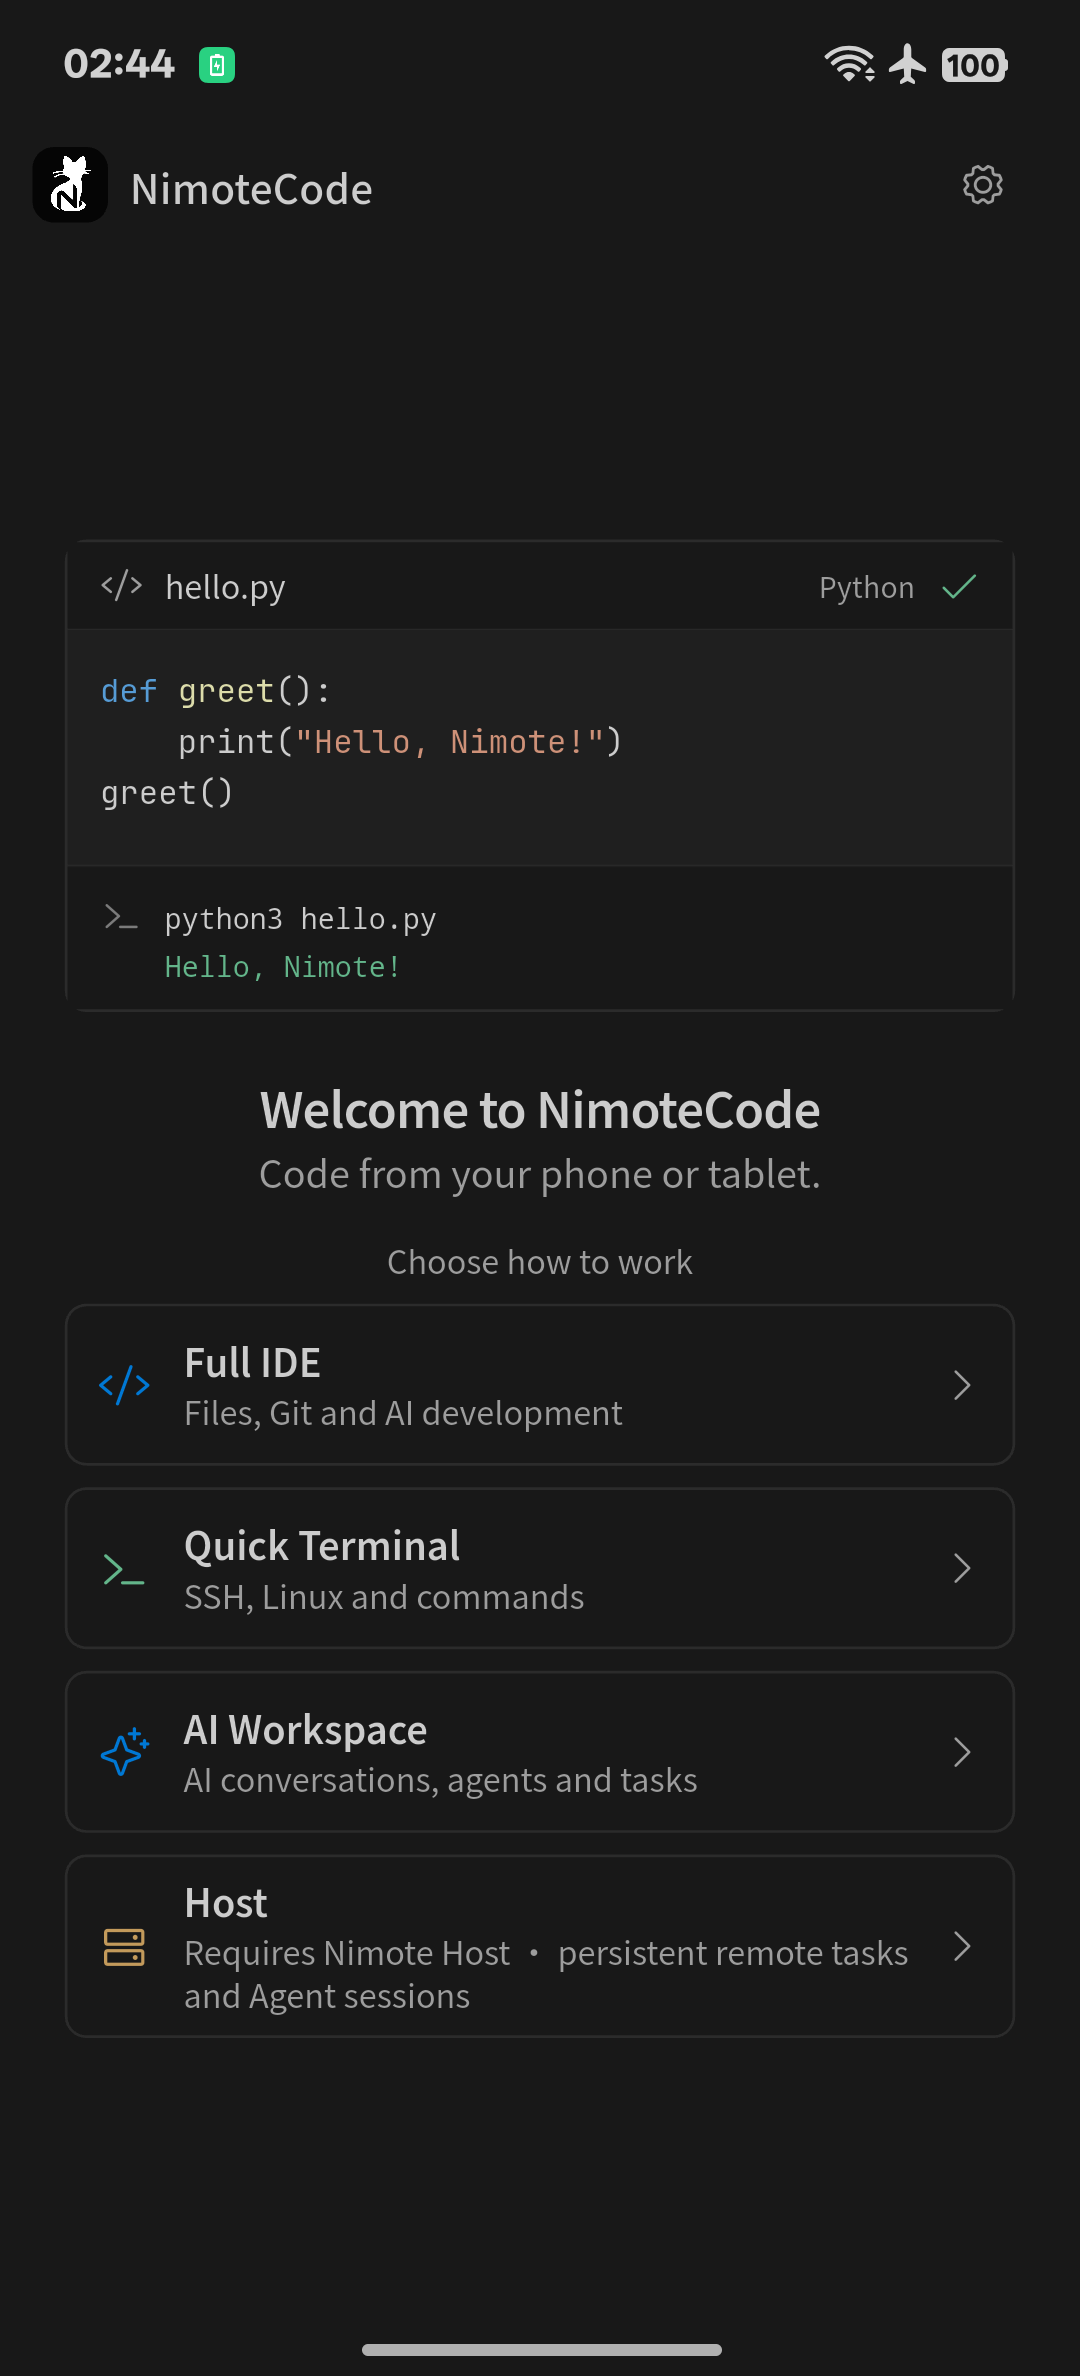 02:44
100
NimoteCode
hello.py
Python
def greet():
    print("Hello, Nimote!")
greet()
python3 hello.py
Hello, Nimote!
Welcome to NimoteCode
Code from your phone or tablet.
Choose how to work
Full IDE
Files, Git and AI development
Quick Terminal
SSH, Linux and commands
AI Workspace
AI conversations, agents and tasks
Host
Requires Nimote Host · persistent remote tasks
and Agent sessions